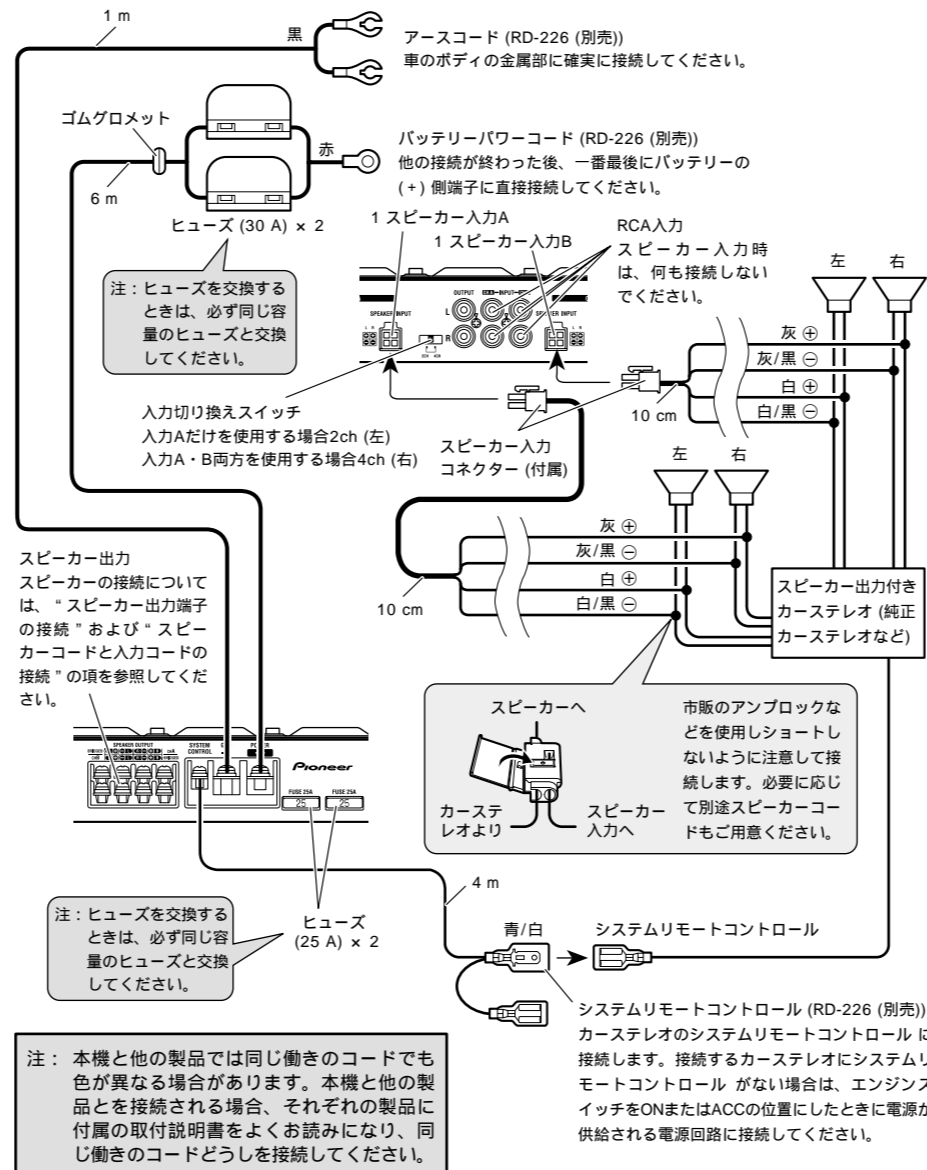 1 m
黒
アースコード (RD-226 (別売))
車のボディの金属部に確実に接続してください。
ゴムグロメット
赤
バッテリーパワーコード (RD-226 (別売))
他の接続が終わった後、一番最後にバッテリーの
(+) 側端子に直接接続してください。
6 m
ヒューズ (30 A) × 2
1 スピーカー入力A
1 スピーカー入力B
RCA入力
スピーカー入力時
は、何も接続しない
でください。
左
右
注：ヒューズを交換する
ときは、必ず同じ容
量のヒューズと交換
してください。
OUTPUT
INPUT
SPEAKER INPUT
SPEAKER INPUT
L
R
L R
L R
2CH 4CH
灰 ⊕
灰/黒 ⊖
白 ⊕
白/黒 ⊖
10 cm
入力切り換えスイッチ
入力Aだけを使用する場合2ch (左)
入力A・B両方を使用する場合4ch (右)
スピーカー入力
コネクター (付属)
左
右
灰 ⊕
灰/黒 ⊖
白 ⊕
白/黒 ⊖
10 cm
スピーカー出力付き
カーステレオ (純正
カーステレオなど)
スピーカー出力
スピーカーの接続について
は、“ スピーカー出力端子
の接続 ” および “ スピー
カーコードと入力コードの
接続 ” の項を参照してくだ
さい。
スピーカーへ
カーステ
レオより
スピーカー
入力へ
市販のアンプロックな
どを使用しショートし
ないように注意して接
続します。必要に応じ
て別途スピーカーコー
ドもご用意ください。
SPEAKER OUTPUT
SYSTEM
CONTROL
Pioneer
FUSE 25A
25
FUSE 25A
25
4 m
注：ヒューズを交換する
ときは、必ず同じ容
量のヒューズと交換
してください。
ヒューズ
(25 A) × 2
青/白
システムリモートコントロール
システムリモートコントロール (RD-226 (別売))
カーステレオのシステムリモートコントロール に
接続します。接続するカーステレオにシステムリ
モートコントロール がない場合は、エンジンス
イッチをONまたはACCの位置にしたときに電源が
供給される電源回路に接続してください。
注： 本機と他の製品では同じ働きのコードでも
色が異なる場合があります。本機と他の製
品とを接続される場合、それぞれの製品に
付属の取付説明書をよくお読みになり、同
じ働きのコードどうしを接続してください。